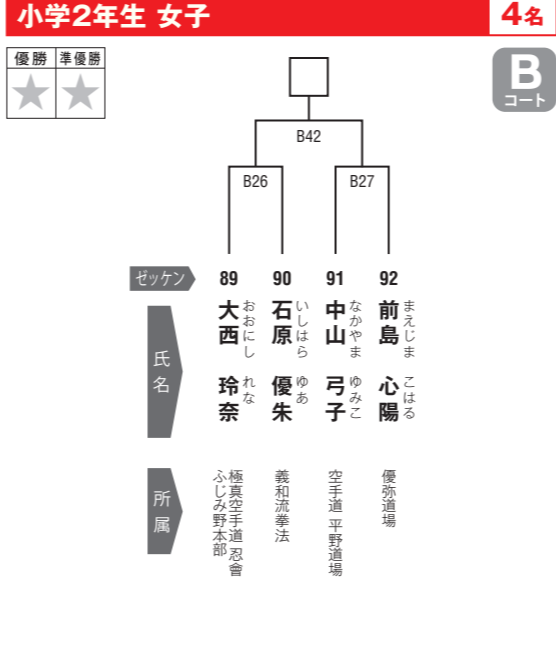 小学2年生 女子
4名
優勝
準優勝
B
コート
B42
B26
B27
ゼッケン
89
90
91
92
氏名
大西 玲奈
おおにし れな
石原 優朱
いしはら ゆあ
中山 弓子
なかやま ゆみこ
前島 心陽
まえじま こはる
所属
極真空手道 忍會
ふじみ野本部
義和流拳法
空手道 平野道場
優弥道場